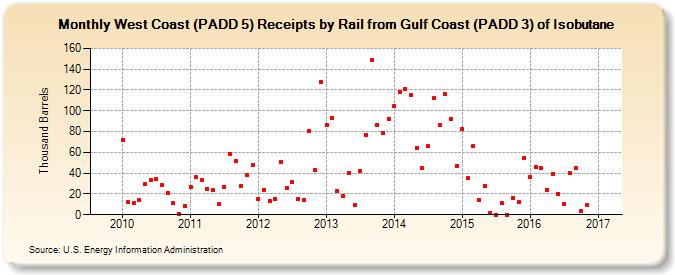 Monthly West Coast (PADD 5) Receipts by Rail from Gulf Coast (PADD 3) of Isobutane
Thousand Barrels
160
140
120
100
80
60
40
20
0
2010 2011 2012 2013 2014 2015 2016 2017
Source: U.S. Energy Information Administration